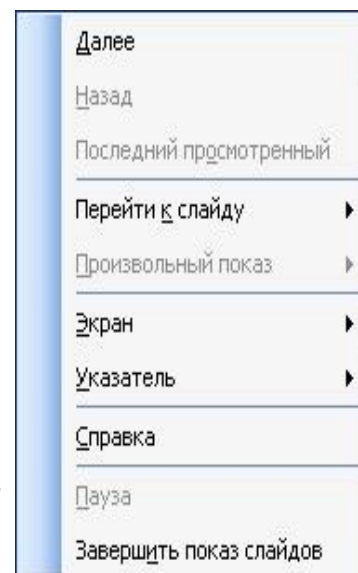 Далее
Назад
Последний просмотренный
Перейти к слайду
Произвольный показ
Экран
Указатель
Справка
Пауза
Завершить показ слайдов